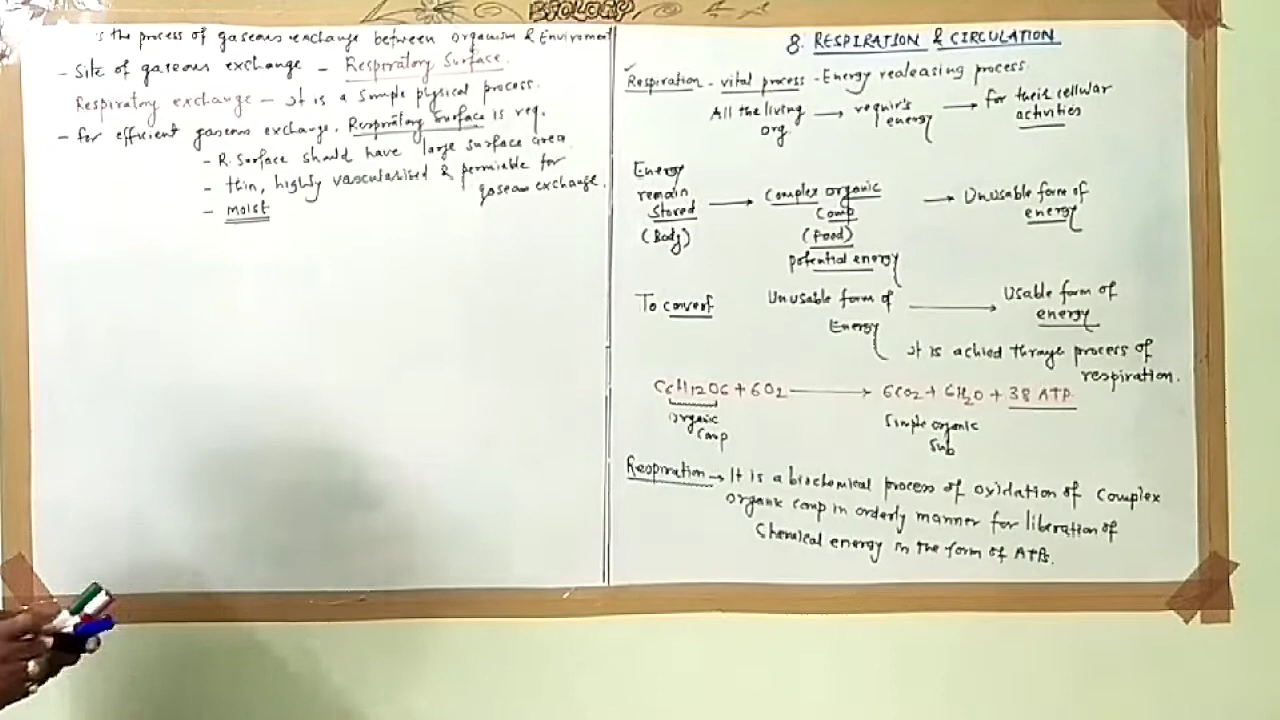 BIOLOGY
is the process of gaseous exchange between organism & Enviroment
- Site of gaseous exchange - Respiratory Surface.
Respiratory exchange - It is a simple physical process.
- for efficient gaseous exchange, Respiratory Surface is req.
- R. Surface should have large surface area
- thin, highly vascularised & permiable for
gaseous exchange.
- moist
8. RESPIRATION & CIRCULATION
Respiration - vital process - Energy realeasing process
All the living → requir's → for their cellular
org. energy activities
Energy
remain → Complex organic → Unusable form of
Stored Comp energy
(Body) (Food)
potential energy
To convert Unusable form of → Usable form of
Energy energy
It is achied througe process of
respiration.
C6H12O6 + 6O2 → 6CO2 + 6H2O + 38 ATP
organic Simple organic
Comp Sub
Respiration → It is a biochemical process of oxidation of complex
organic comp in orderly manner for liberation of
Chemical energy in the form of ATPs.